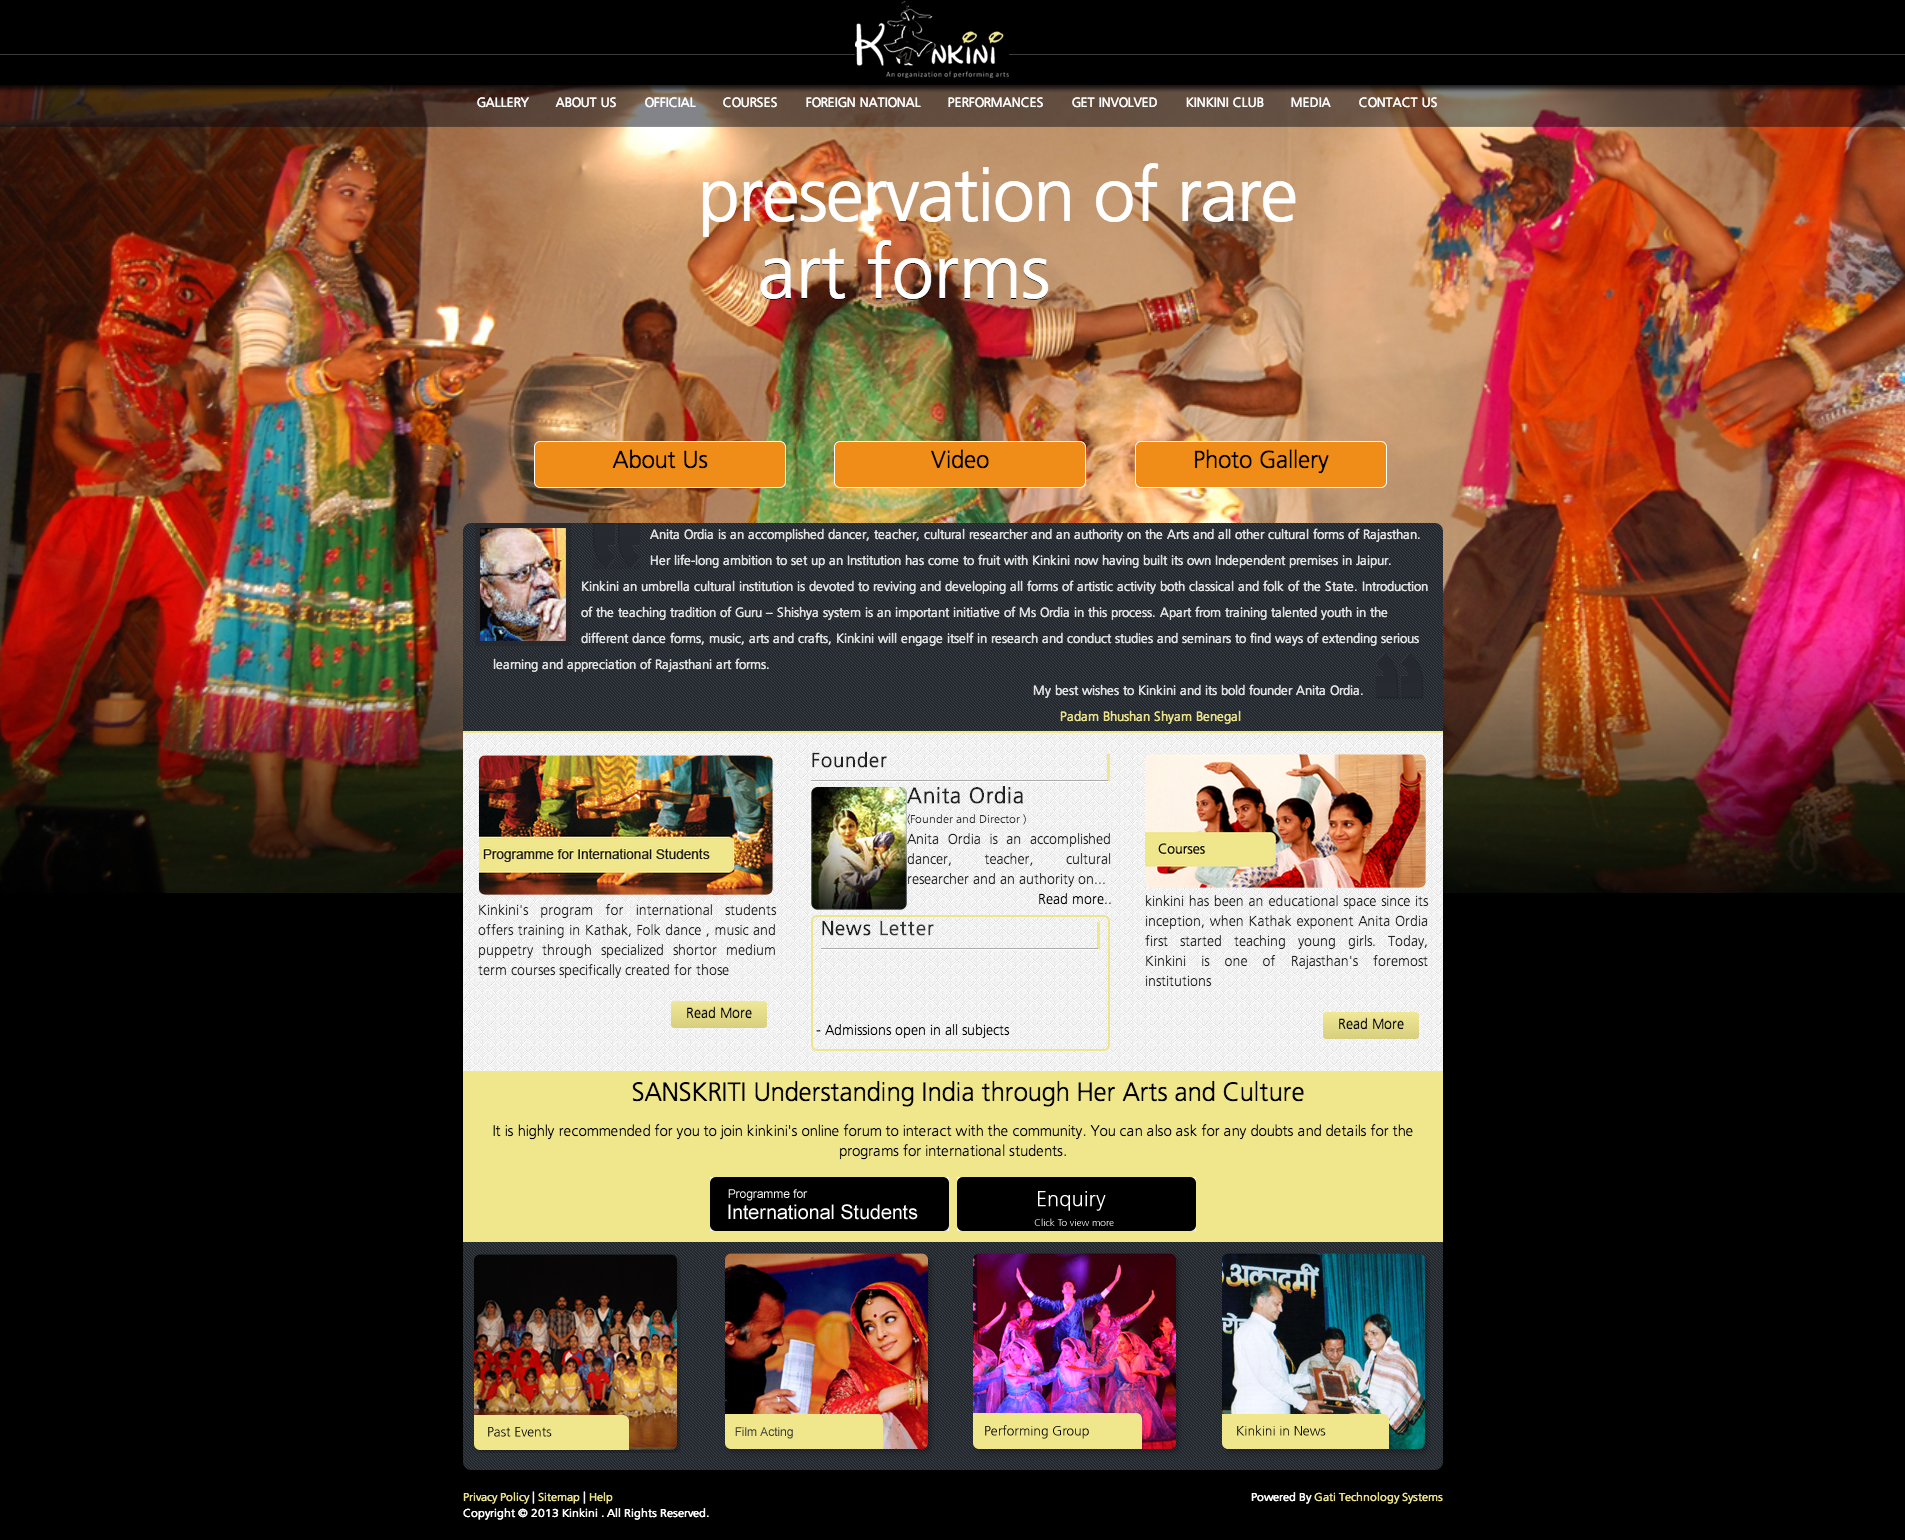 Kinkini
An organization of performing arts
GALLERY ABOUT US OFFICIAL COURSES FOREIGN NATIONAL PERFORMANCES GET INVOLVED KINKINI CLUB MEDIA CONTACT US
preservation of rare
art forms
About Us Video Photo Gallery
Anita Ordia is an accomplished dancer, teacher, cultural researcher and an authority on the Arts and all other cultural forms of Rajasthan.
Her life-long ambition to set up an Institution has come to fruit with Kinkini now having built its own Independent premises in Jaipur.
Kinkini an umbrella cultural institution is devoted to reviving and developing all forms of artistic activity both classical and folk of the State. Introduction
of the teaching tradition of Guru – Shishya system is an important initiative of Ms Ordia in this process. Apart from training talented youth in the
different dance forms, music, arts and crafts, Kinkini will engage itself in research and conduct studies and seminars to find ways of extending serious
learning and appreciation of Rajasthani art forms.
My best wishes to Kinkini and its bold founder Anita Ordia.
Padam Bhushan Shyam Benegal
Programme for International Students
Kinkini's program for international students
offers training in Kathak, Folk dance , music and
puppetry through specialized shortor medium
term courses specifically created for those
Read More
Founder
Anita Ordia
(Founder and Director )
Anita Ordia is an accomplished
dancer, teacher, cultural
researcher and an authority on...
Read more..
News Letter
- Admissions open in all subjects
Courses
kinkini has been an educational space since its
inception, when Kathak exponent Anita Ordia
first started teaching young girls. Today,
Kinkini is one of Rajasthan's foremost
institutions
Read More
SANSKRITI Understanding India through Her Arts and Culture
It is highly recommended for you to join kinkini's online forum to interact with the community. You can also ask for any doubts and details for the
programs for international students.
Programme for
International Students
Enquiry
Click To view more
अकादमी
Past Events
Film Acting
Performing Group
Kinkini in News
Privacy Policy | Sitemap | Help
Powered By Gati Technology Systems
Copyright © 2013 Kinkini . All Rights Reserved.